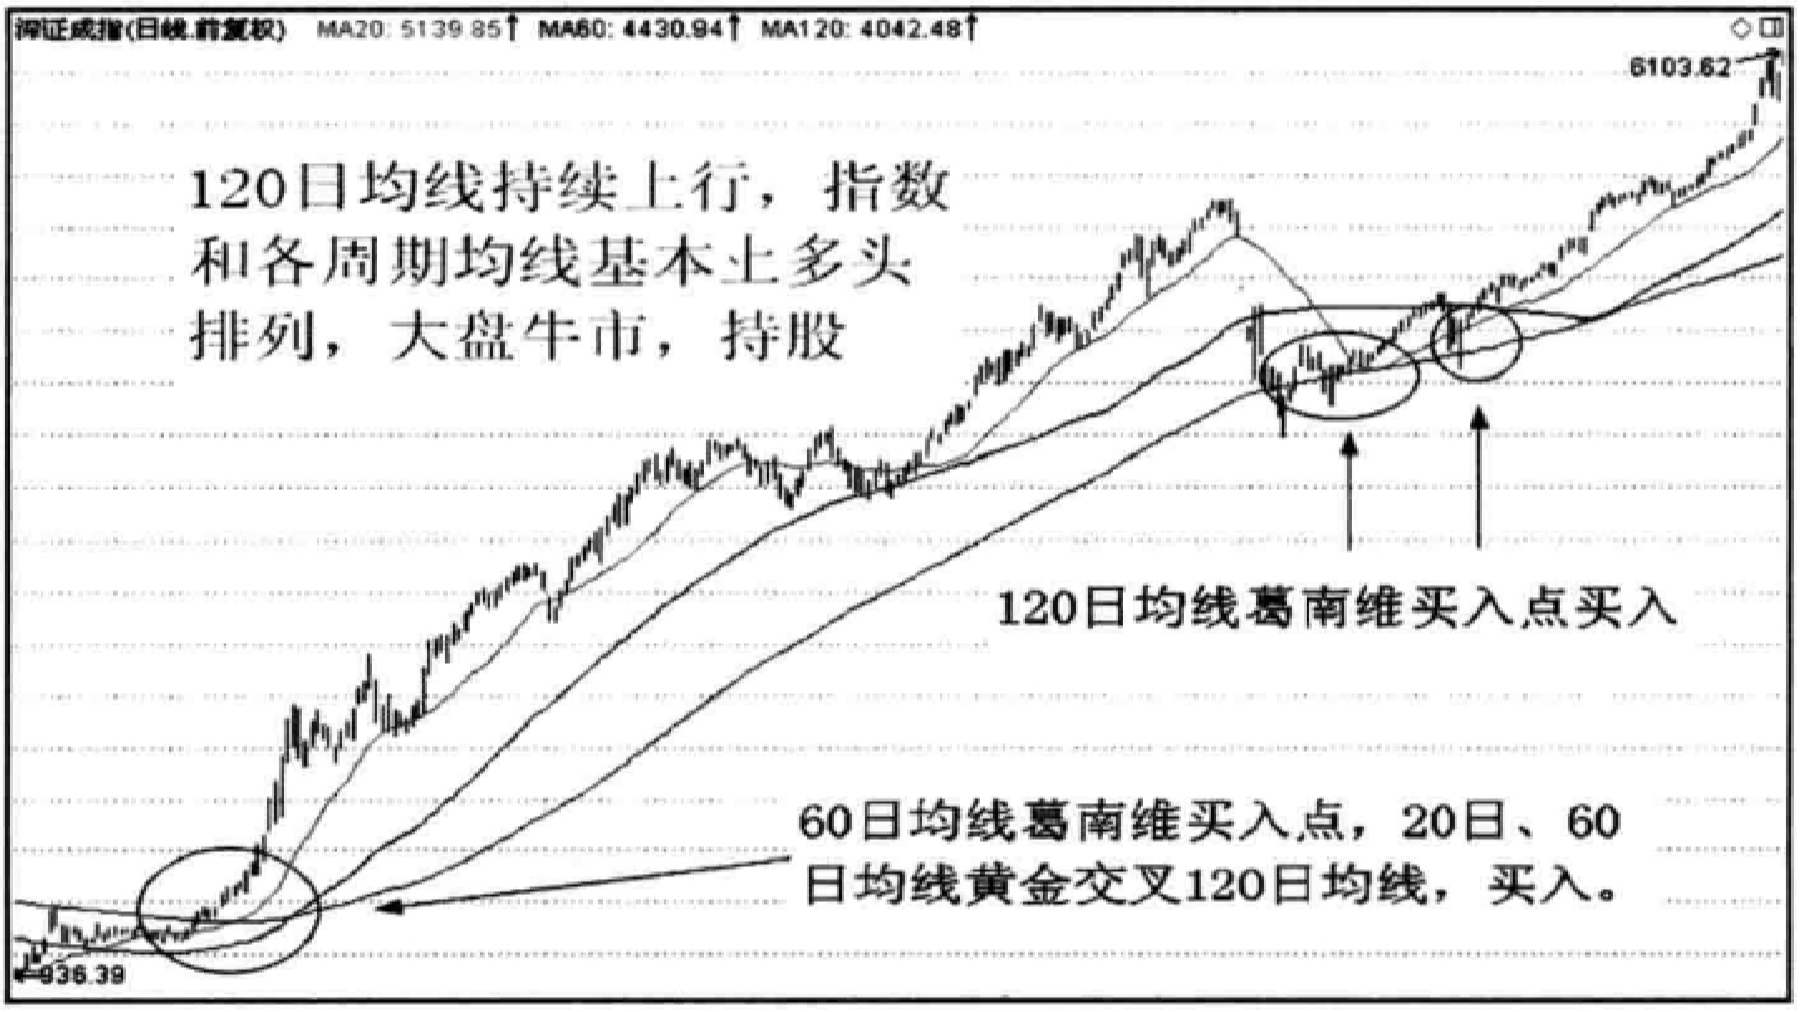 深证成指(日线.前复权) MA20: 5139.85↑ MA60: 4430.94↑ MA120: 4042.48↑
6103.62
120日均线持续上行，指数
和各周期均线基本上多头
排列，大盘牛市，持股
120日均线葛南维买入点买入
60日均线葛南维买入点，20日、60
日均线黄金交叉120日均线，买入。
936.39